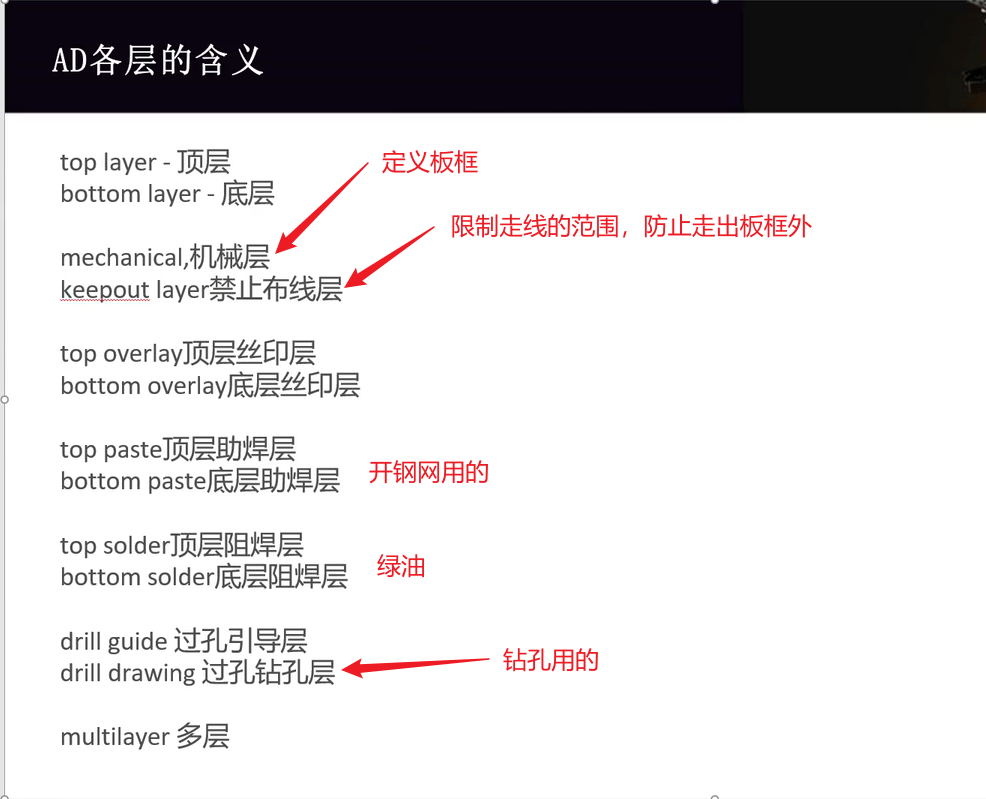 AD各层的含义
top layer - 顶层
定义板框
bottom layer - 底层
限制走线的范围，防止走出板框外
mechanical,机械层
keepout layer禁止布线层
top overlay顶层丝印层
bottom overlay底层丝印层
top paste顶层助焊层
bottom paste底层助焊层
开钢网用的
top solder顶层阻焊层
bottom solder底层阻焊层
绿油
drill guide 过孔引导层
drill drawing 过孔钻孔层
钻孔用的
multilayer 多层